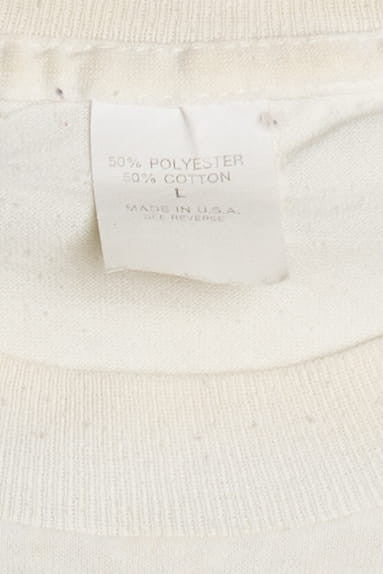 50% POLYESTER
50% COTTON
L
MADE IN U.S.A.
SEE REVERSE